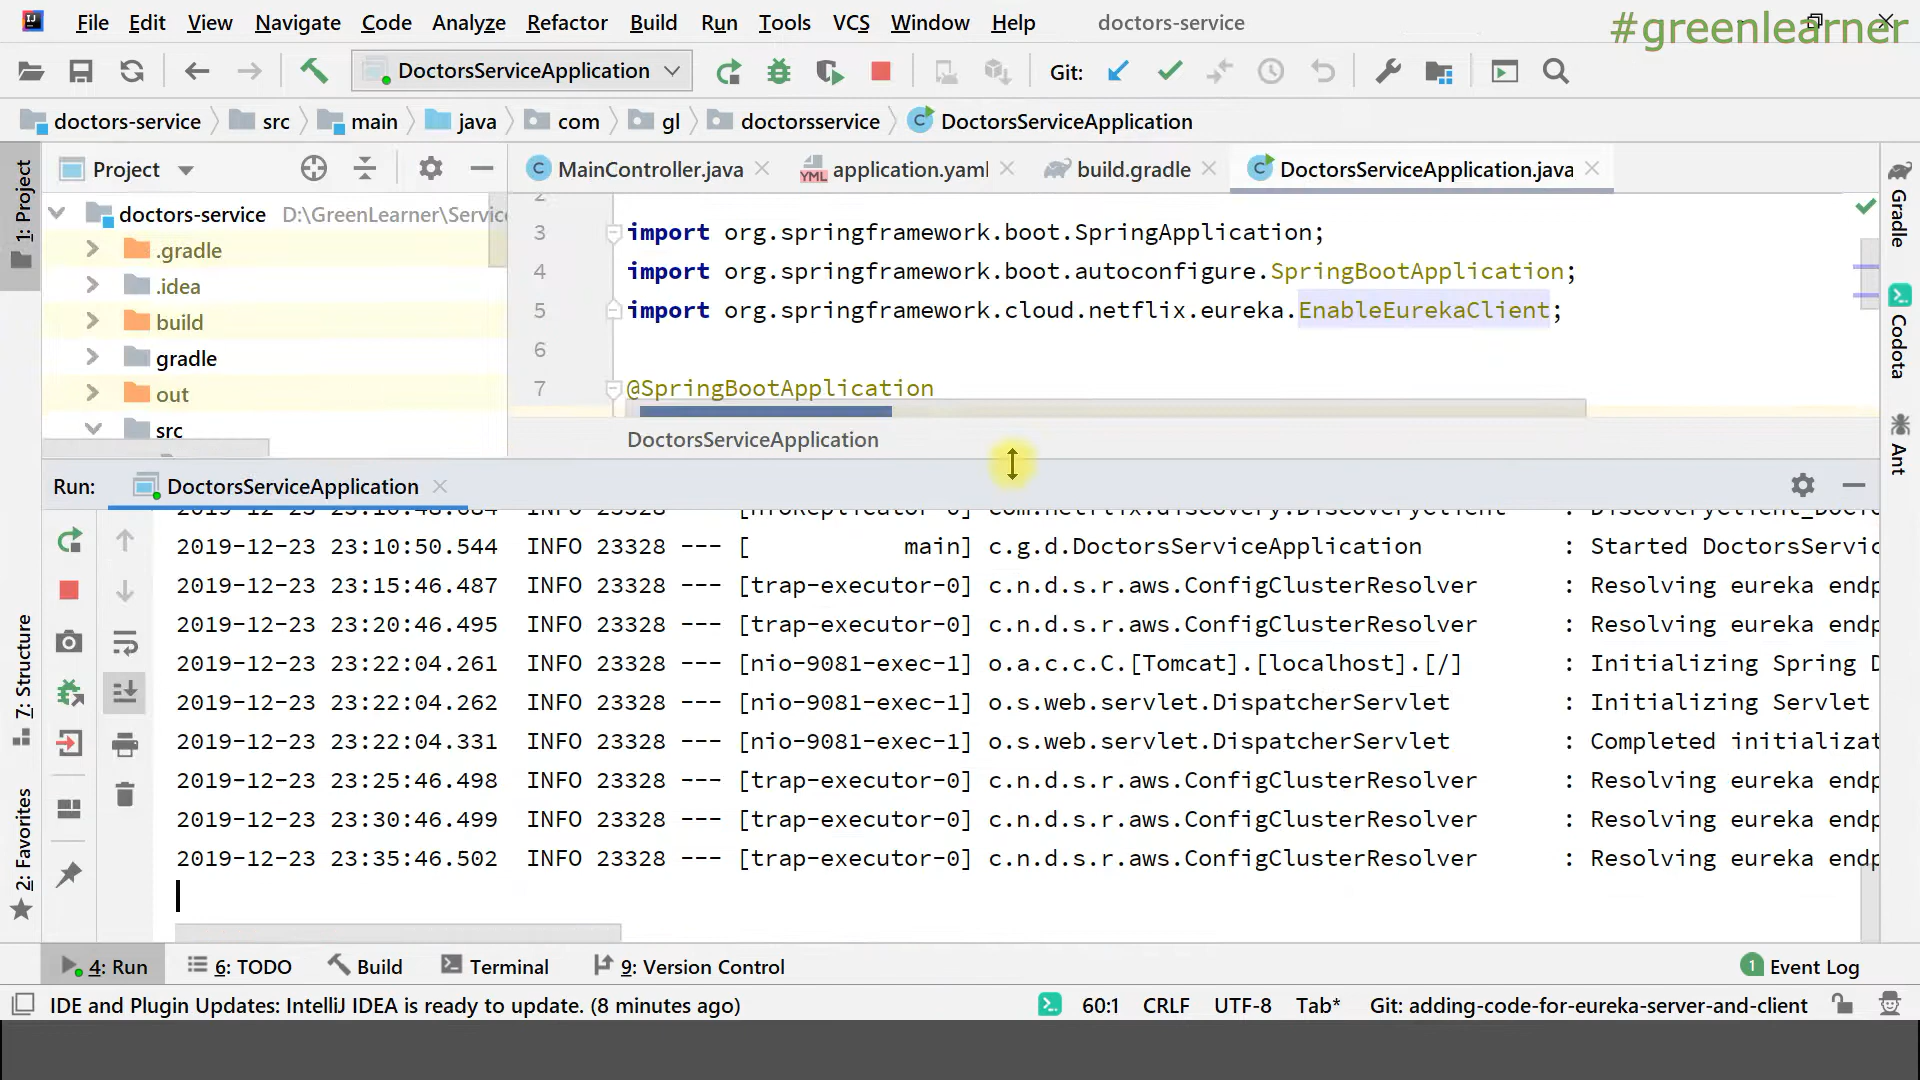 File Edit View Navigate Code Analyze Refactor Build Run Tools VCS Window Help doctors-service #greenlearner
DoctorsServiceApplication Git:
doctors-service src main java com gl doctorsservice DoctorsServiceApplication
Project MainController.java application.yaml build.gradle DoctorsServiceApplication.java
doctors-service D:\GreenLearner\Servic
.gradle
.idea
build
gradle
out
src
2
3 import org.springframework.boot.SpringApplication;
4 import org.springframework.boot.autoconfigure.SpringBootApplication;
5 import org.springframework.cloud.netflix.eureka.EnableEurekaClient;
6
7 @SpringBootApplication
DoctorsServiceApplication
1: Project
7: Structure
2: Favorites
Gradle
Codota
Ant
Run: DoctorsServiceApplication
2019-12-23 23:10:50.544 INFO 23328 --- [ main] c.g.d.DoctorsServiceApplication : Started DoctorsServic
2019-12-23 23:15:46.487 INFO 23328 --- [trap-executor-0] c.n.d.s.r.aws.ConfigClusterResolver : Resolving eureka endp
2019-12-23 23:20:46.495 INFO 23328 --- [trap-executor-0] c.n.d.s.r.aws.ConfigClusterResolver : Resolving eureka endp
2019-12-23 23:22:04.261 INFO 23328 --- [nio-9081-exec-1] o.a.c.c.C.[Tomcat].[localhost].[/] : Initializing Spring D
2019-12-23 23:22:04.262 INFO 23328 --- [nio-9081-exec-1] o.s.web.servlet.DispatcherServlet : Initializing Servlet
2019-12-23 23:22:04.331 INFO 23328 --- [nio-9081-exec-1] o.s.web.servlet.DispatcherServlet : Completed initializat
2019-12-23 23:25:46.498 INFO 23328 --- [trap-executor-0] c.n.d.s.r.aws.ConfigClusterResolver : Resolving eureka endp
2019-12-23 23:30:46.499 INFO 23328 --- [trap-executor-0] c.n.d.s.r.aws.ConfigClusterResolver : Resolving eureka endp
2019-12-23 23:35:46.502 INFO 23328 --- [trap-executor-0] c.n.d.s.r.aws.ConfigClusterResolver : Resolving eureka endp
4: Run 6: TODO Build Terminal 9: Version Control 1 Event Log
IDE and Plugin Updates: IntelliJ IDEA is ready to update. (8 minutes ago) 60:1 CRLF UTF-8 Tab* Git: adding-code-for-eureka-server-and-client